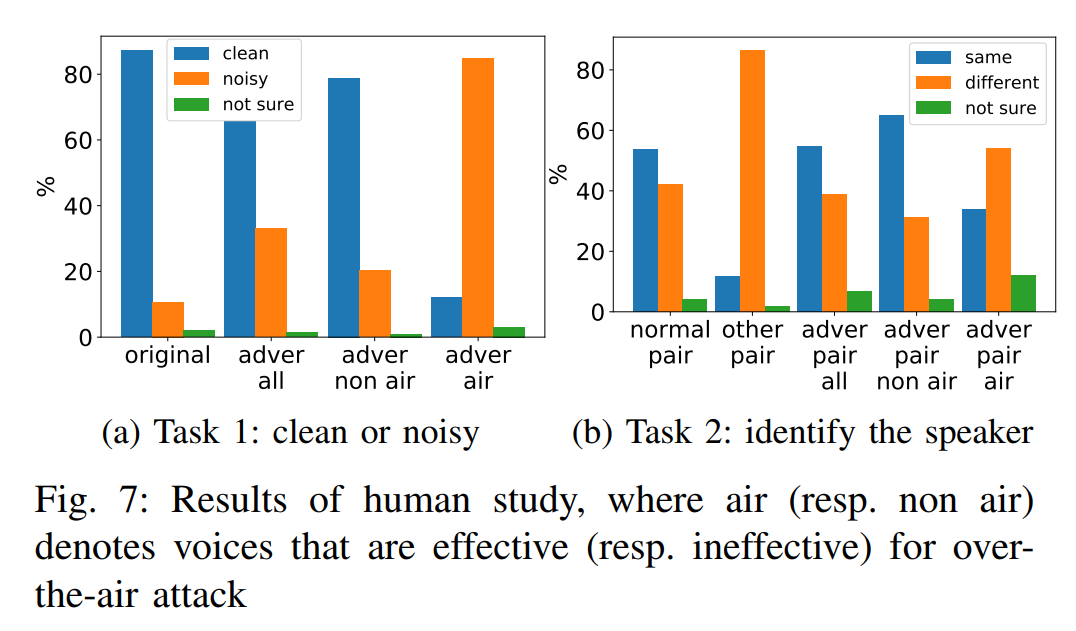 clean
noisy
not sure
%
80
60
40
20
0
original
adver
all
adver
non air
adver
air
(a) Task 1: clean or noisy
same
different
not sure
%
80
60
40
20
0
normal
pair
other
pair
adver
pair
all
adver
pair
non air
adver
pair
air
(b) Task 2: identify the speaker
Fig. 7: Results of human study, where air (resp. non air)
denotes voices that are effective (resp. ineffective) for over-
the-air attack